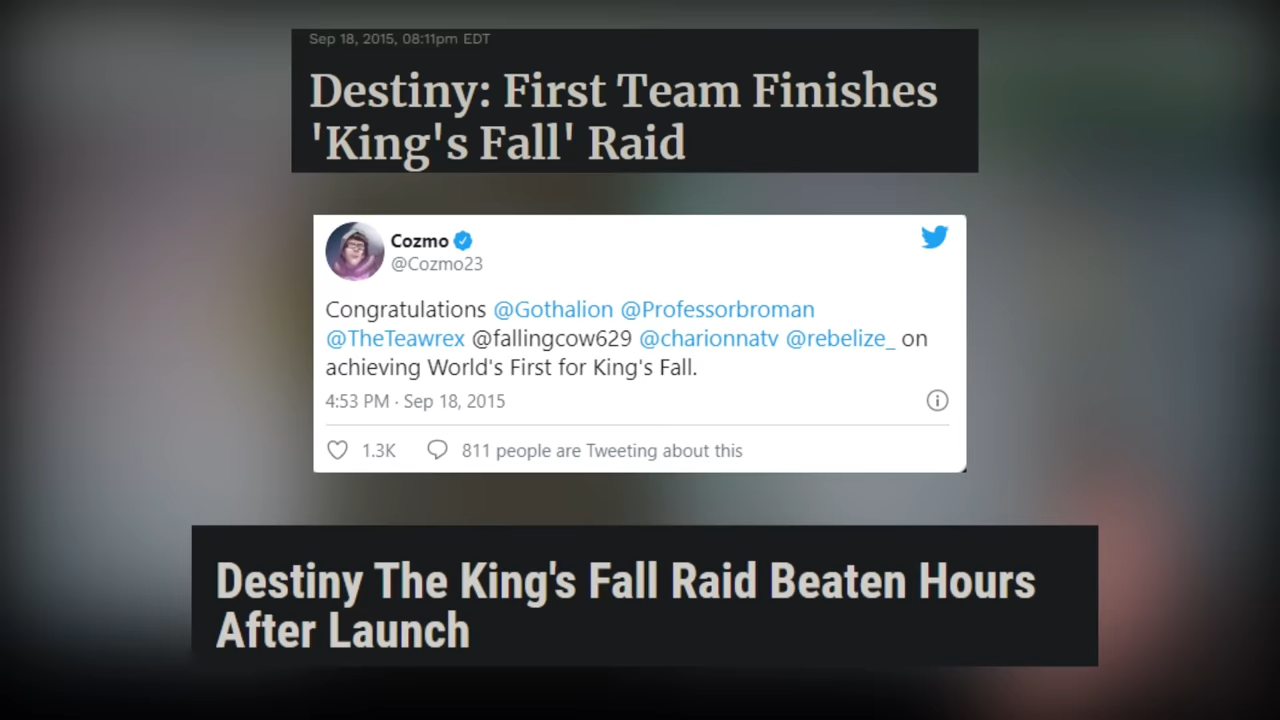 Sep 18, 2015, 08:11pm EDT
Destiny: First Team Finishes
'King's Fall' Raid
Cozmo
@Cozmo23
Congratulations @Gothalion @Professorbroman
@TheTeawrex @fallingcow629 @charionnatv @rebelize_ on
achieving World's First for King's Fall.
4:53 PM · Sep 18, 2015
1.3K 811 people are Tweeting about this
Destiny The King's Fall Raid Beaten Hours
After Launch